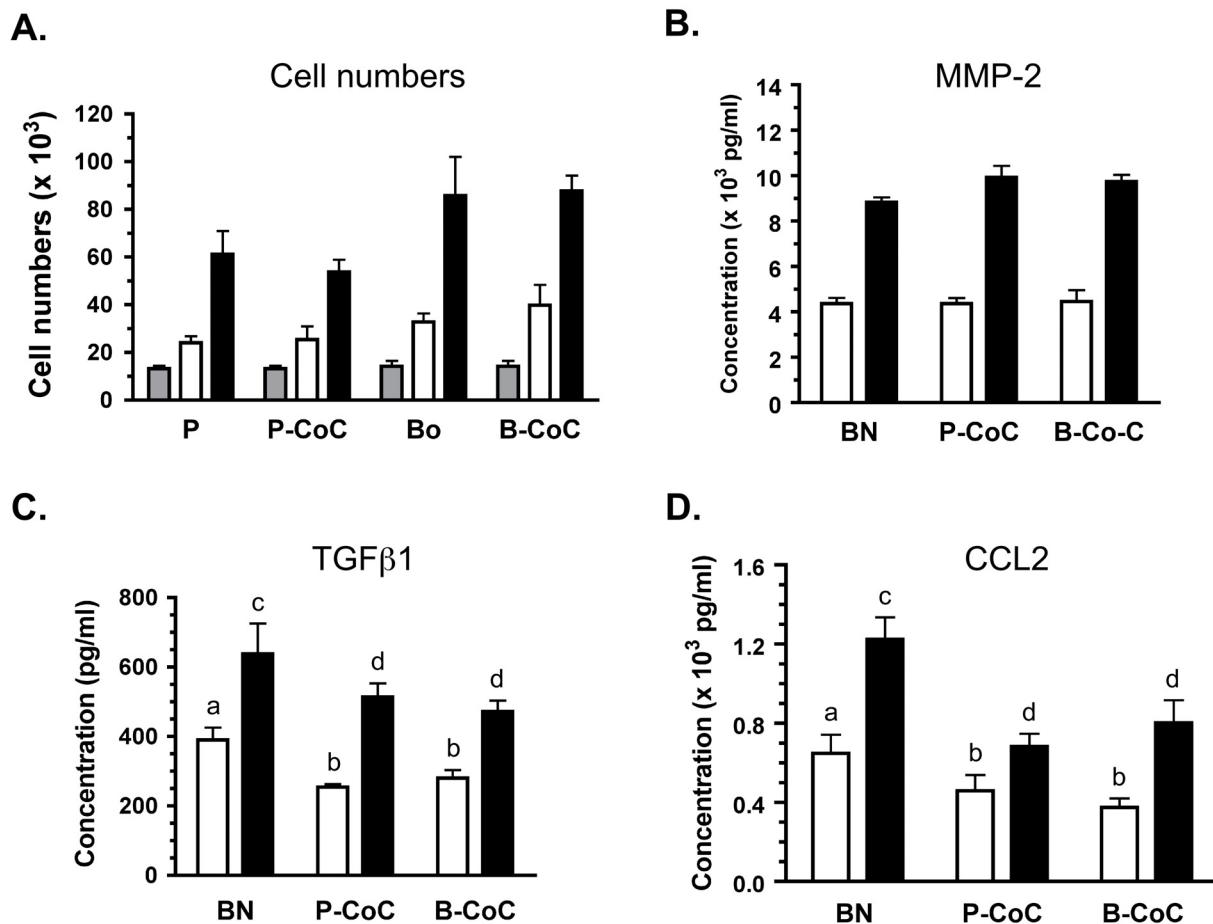 A.
Cell numbers
Cell numbers (x 10³)
120
100
80
60
40
20
0
P P-CoC Bo B-CoC
B.
MMP-2
Concentration (x 10³ pg/ml)
14
12
10
8
6
4
2
0
BN P-CoC B-Co-C
C.
TGFβ1
Concentration (pg/ml)
800
600
400
200
0
a c b d b d
BN P-CoC B-CoC
D.
CCL2
Concentration (x 10³ pg/ml)
1.6
1.2
0.8
0.4
0.0
a c b d b d
BN P-CoC B-CoC